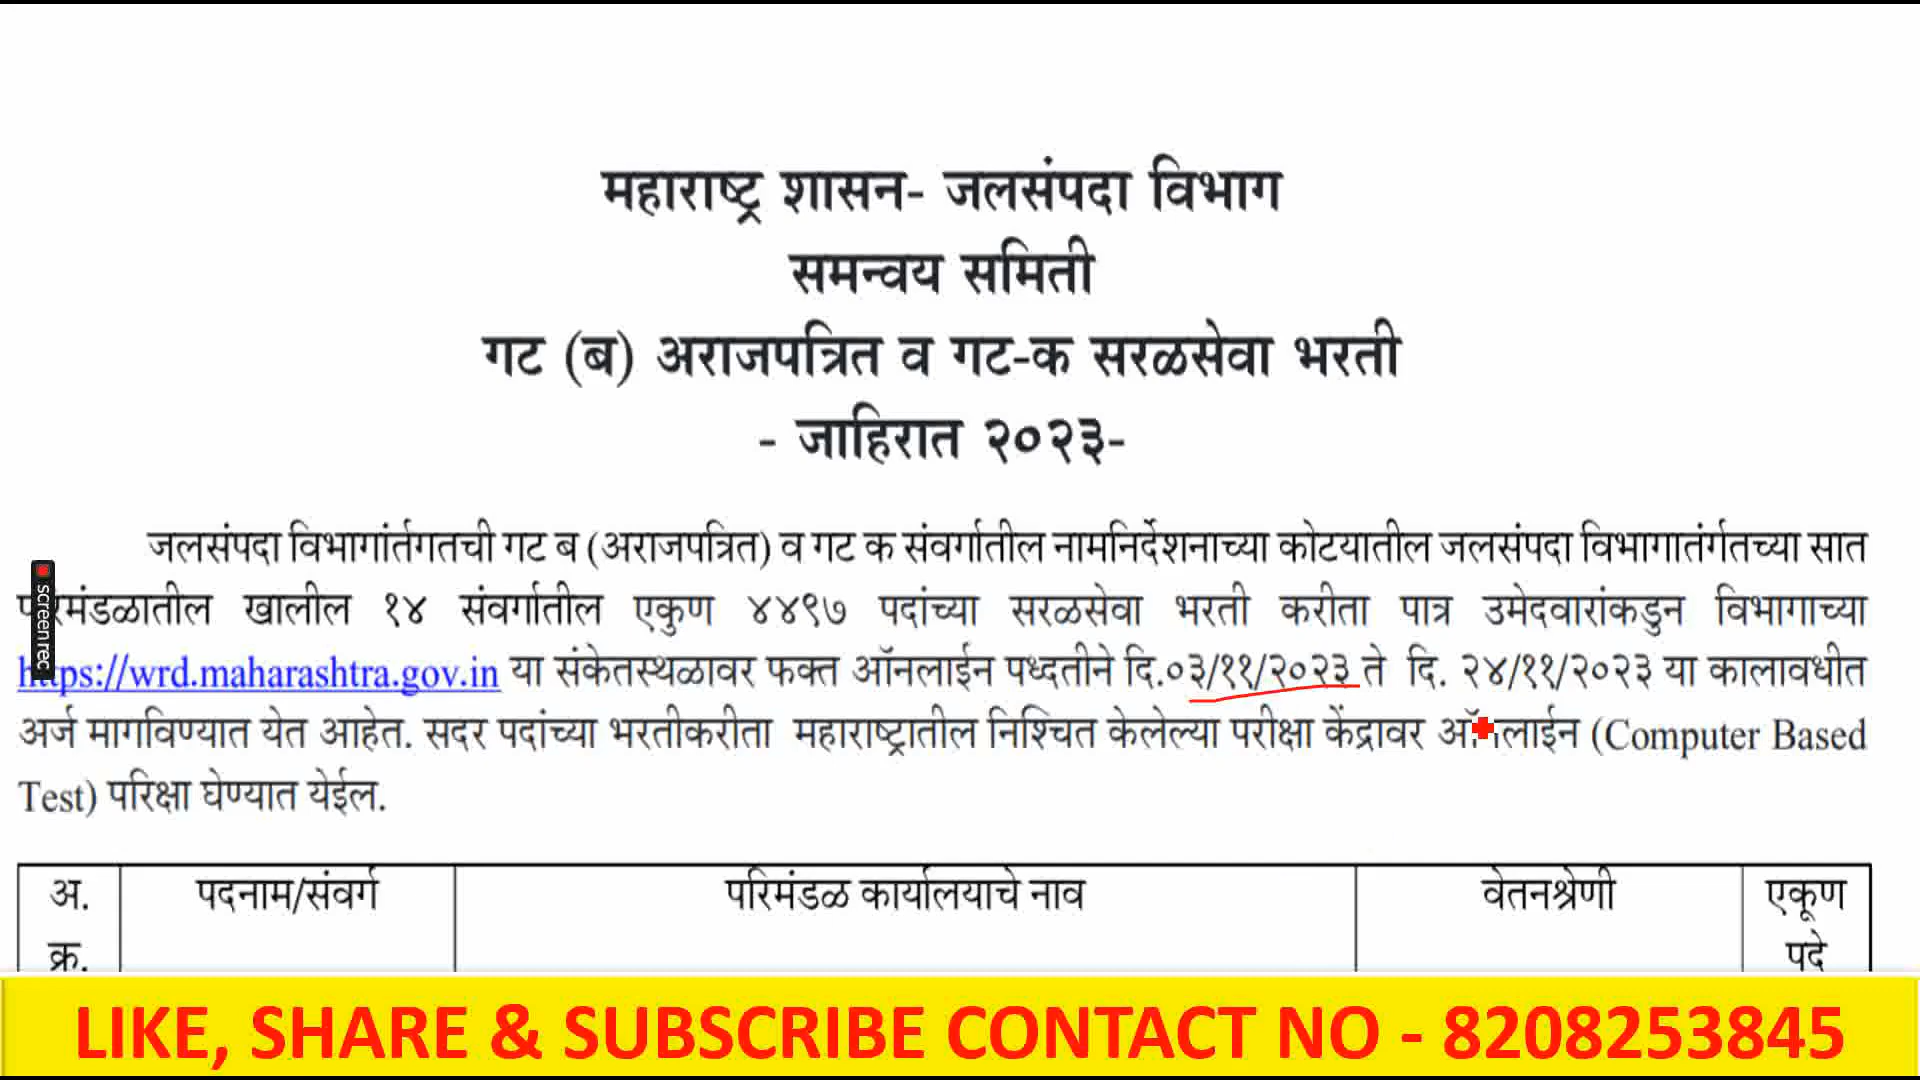 महाराष्ट्र शासन- जलसंपदा विभाग
समन्वय समिती
गट (ब) अराजपत्रित व गट-क सरळसेवा भरती
- जाहिरात २०२३-
जलसंपदा विभागांर्तगतची गट ब (अराजपत्रित) व गट क संवर्गातील नामनिर्देशनाच्या कोटयातील जलसंपदा विभागातंर्गतच्या सात
परिमंडळातील खालील १४ संवर्गातील एकुण ४४९७ पदांच्या सरळसेवा भरती करीता पात्र उमेदवारांकडुन विभागाच्या
https://wrd.maharashtra.gov.in या संकेतस्थळावर फक्त ऑनलाईन पध्दतीने दि.०३/११/२०२३ ते दि. २४/११/२०२३ या कालावधीत
अर्ज मागविण्यात येत आहेत. सदर पदांच्या भरतीकरीता महाराष्ट्रातील निश्चित केलेल्या परीक्षा केंद्रावर ऑनलाईन (Computer Based
Test) परिक्षा घेण्यात येईल.
अ. क्र. पदनाम/संवर्ग परिमंडळ कार्यालयाचे नाव वेतनश्रेणी एकूण पदे
screenrec
LIKE, SHARE & SUBSCRIBE CONTACT NO - 8208253845